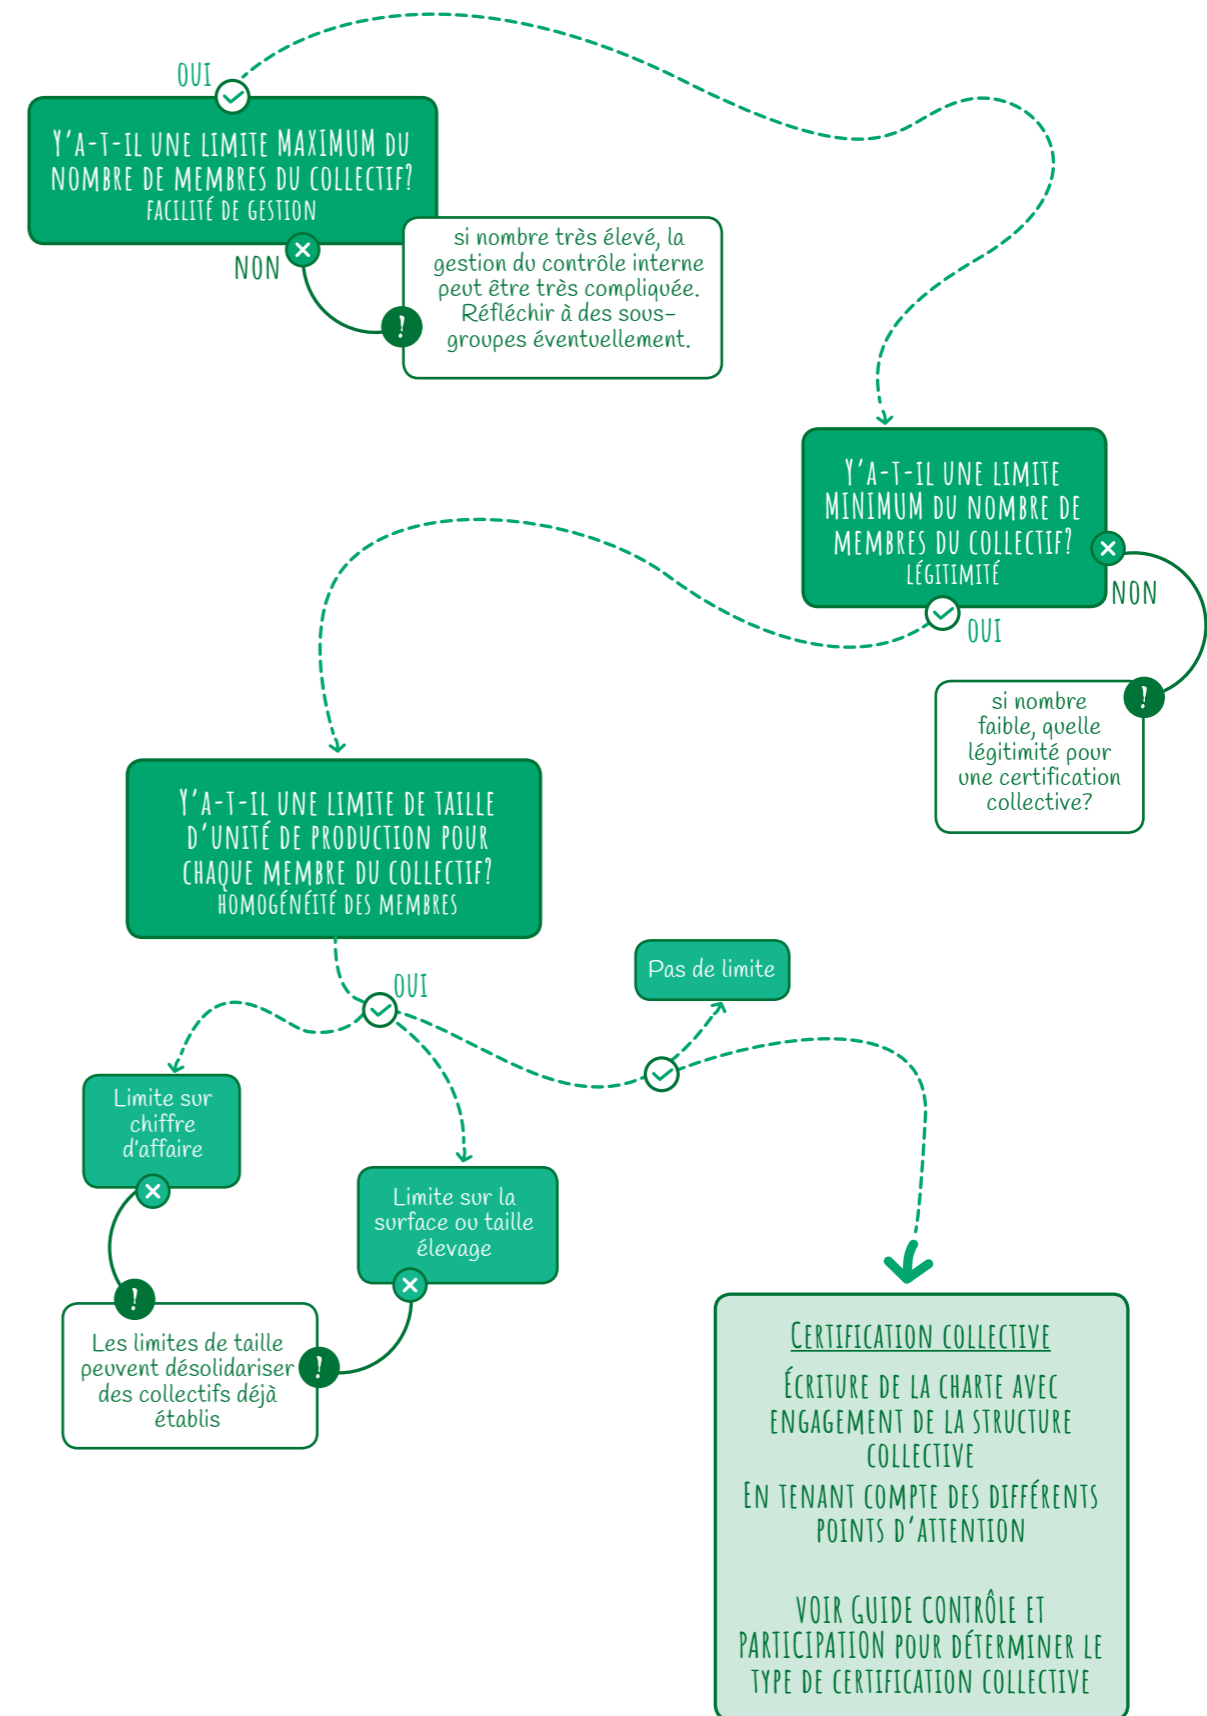 OUI
Y'A-T-IL UNE LIMITE MAXIMUM DU
NOMBRE DE MEMBRES DU COLLECTIF?
FACILITÉ DE GESTION
NON
si nombre très élevé, la
gestion du contrôle interne
peut être très compliquée.
Réfléchir à des sous-
groupes éventuellement.
!
Y'A-T-IL UNE LIMITE
MINIMUM DU NOMBRE DE
MEMBRES DU COLLECTIF?
LÉGITIMITÉ
NON
OUI
!
si nombre
faible, quelle
légitimité pour
une certification
collective?
Y'A-T-IL UNE LIMITE DE TAILLE
D'UNITÉ DE PRODUCTION POUR
CHAQUE MEMBRE DU COLLECTIF?
HOMOGÉNÉITÉ DES MEMBRES
OUI
Pas de limite
Limite sur
chiffre
d'affaire
Limite sur la
surface ou taille
élevage
!
Les limites de taille
peuvent désolidariser
des collectifs déjà
établis
!
CERTIFICATION COLLECTIVE
ÉCRITURE DE LA CHARTE AVEC
ENGAGEMENT DE LA STRUCTURE
COLLECTIVE
EN TENANT COMPTE DES DIFFÉRENTS
POINTS D'ATTENTION
VOIR GUIDE CONTRÔLE ET
PARTICIPATION POUR DÉTERMINER LE
TYPE DE CERTIFICATION COLLECTIVE